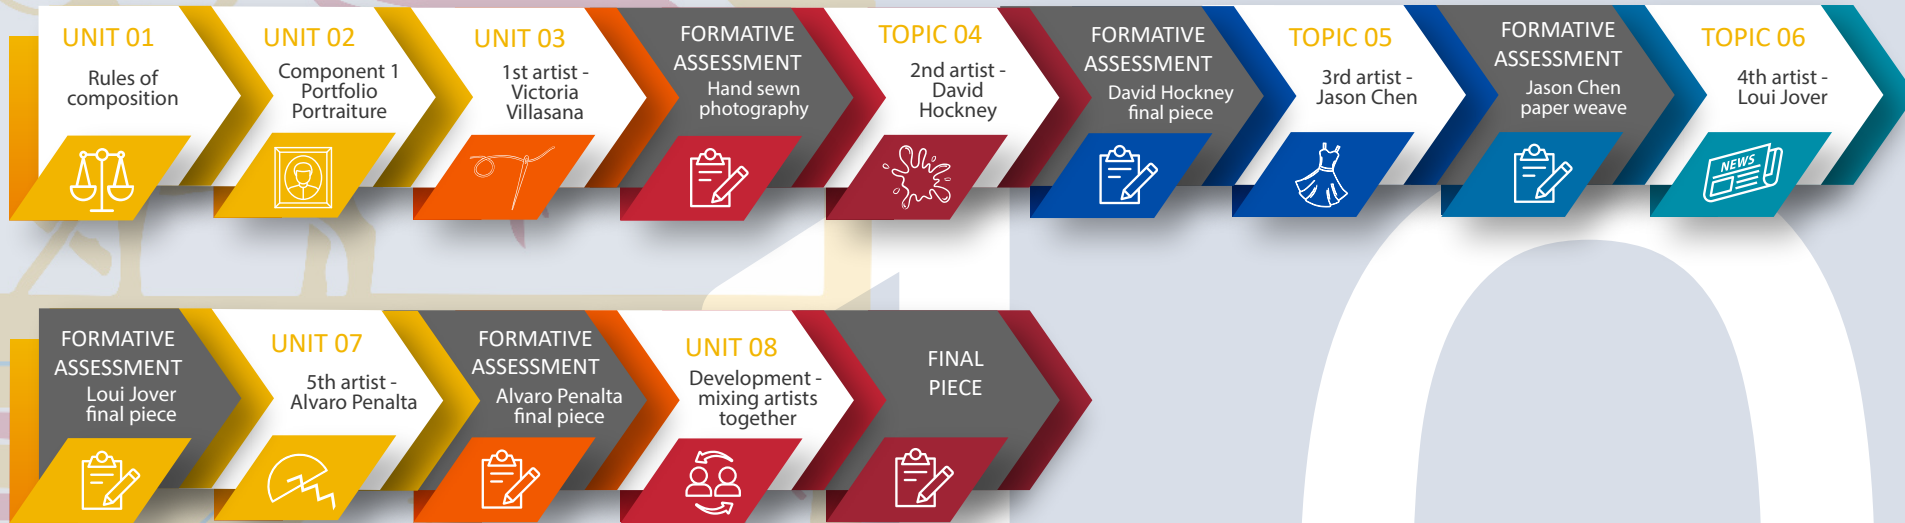 UNIT 01
Rules of
composition
UNIT 02
Component 1
Portfolio
Portraiture
UNIT 03
1st artist -
Victoria
Villasana
FORMATIVE
ASSESSMENT
Hand sewn
photography
TOPIC 04
2nd artist -
David
Hockney
FORMATIVE
ASSESSMENT
David Hockney
final piece
TOPIC 05
3rd artist -
Jason Chen
FORMATIVE
ASSESSMENT
Jason Chen
paper weave
TOPIC 06
4th artist -
Loui Jover
NEWS
FORMATIVE
ASSESSMENT
Loui Jover
final piece
UNIT 07
5th artist -
Alvaro Penalta
FORMATIVE
ASSESSMENT
Alvaro Penalta
final piece
UNIT 08
Development -
mixing artists
together
FINAL
PIECE